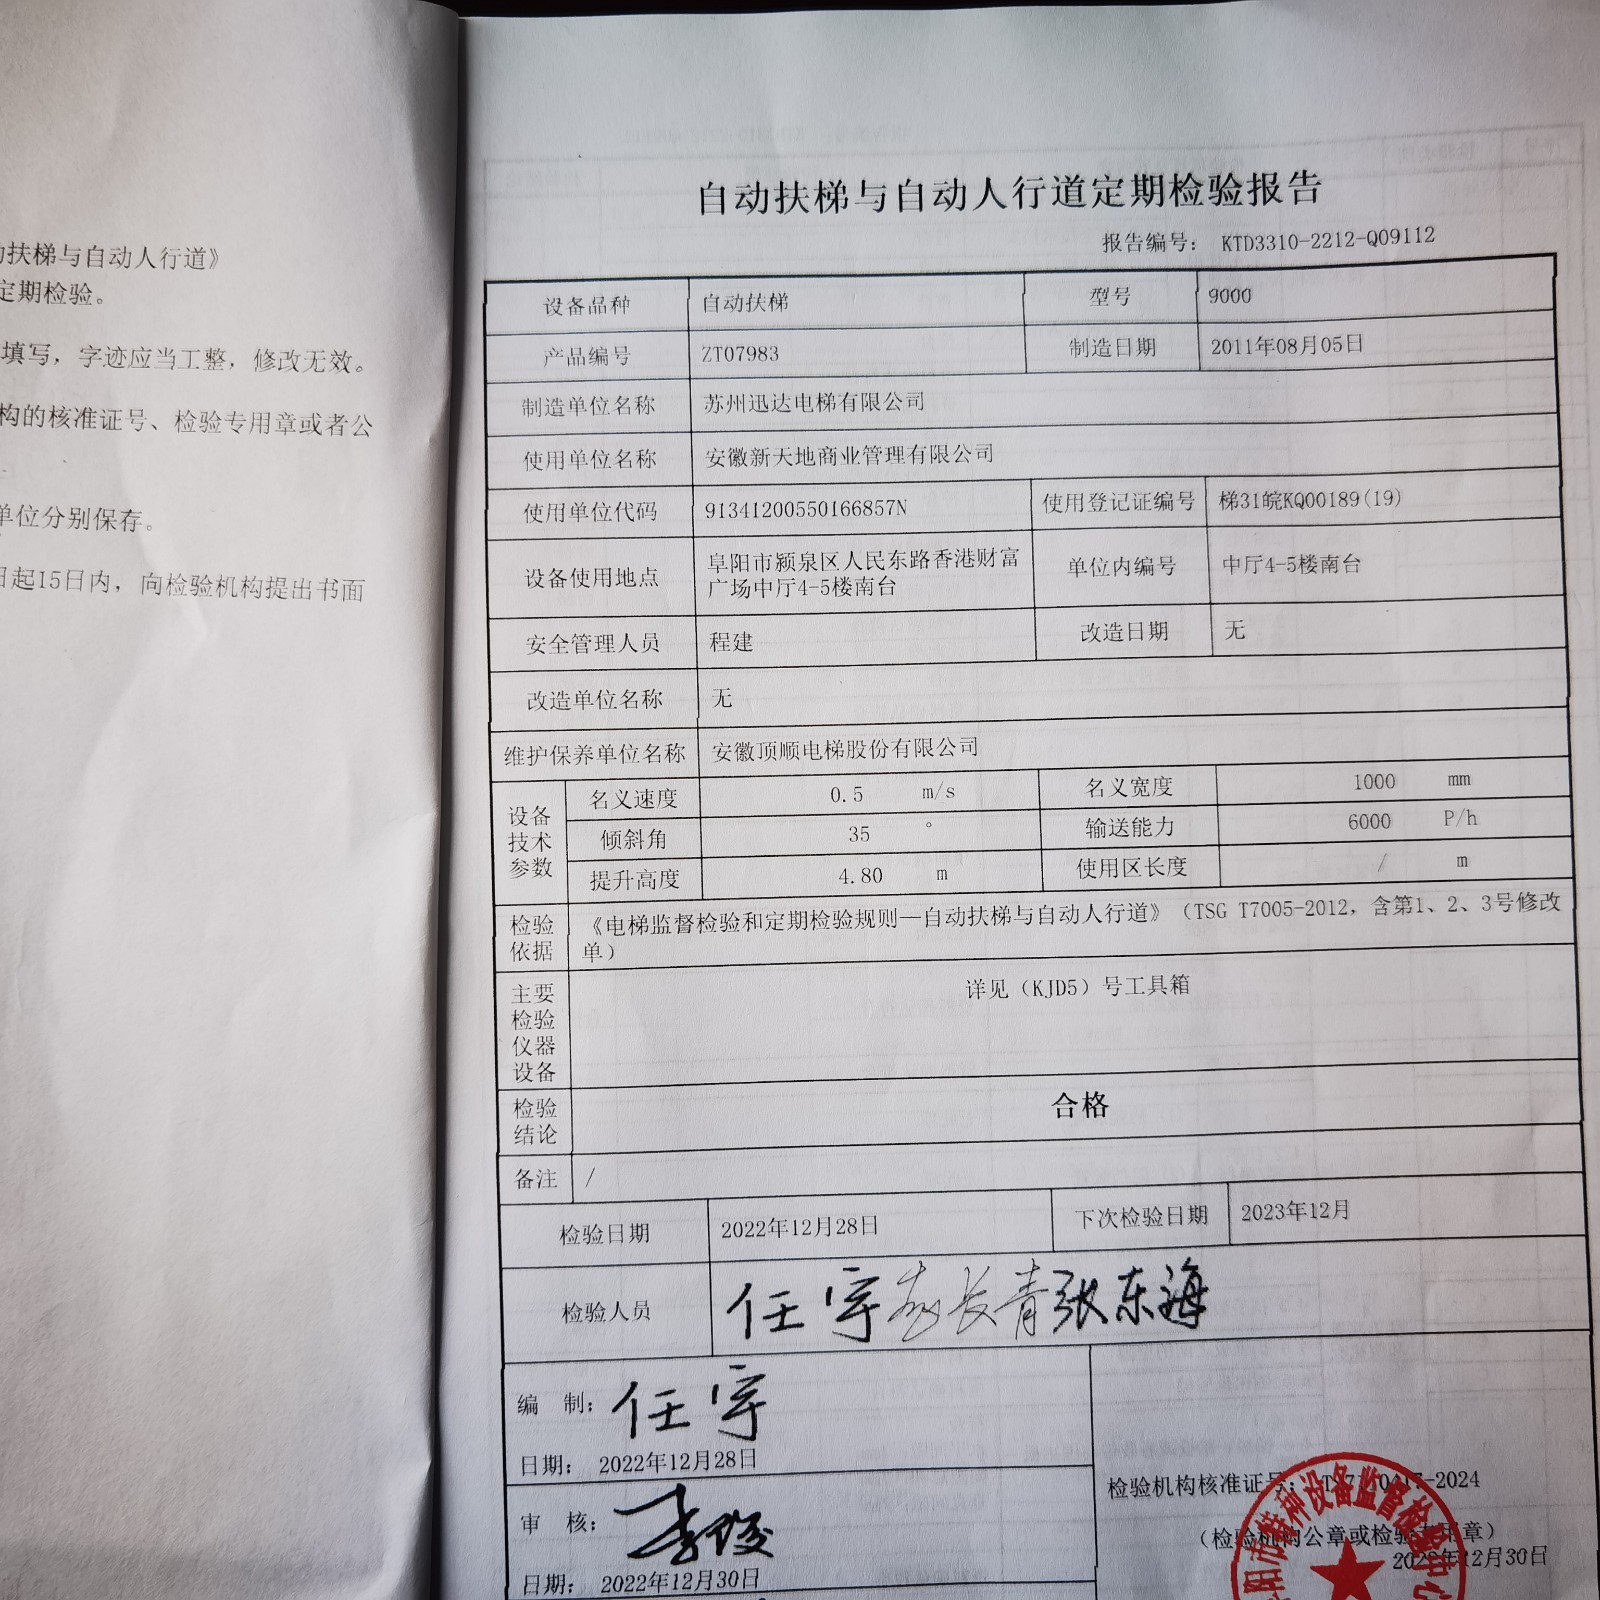 动扶梯与自动人行道》
定期检验。
填写，字迹应当工整，修改无效。
构的核准证号、检验专用章或者公
单位分别保存。
日起15日内，向检验机构提出书面
自动扶梯与自动人行道定期检验报告
报告编号： KTD3310-2212-Q09112
设备品种 自动扶梯 型号 9000
产品编号 ZT07983 制造日期 2011年08月05日
制造单位名称 苏州迅达电梯有限公司
使用单位名称 安徽新天地商业管理有限公司
使用单位代码 91341200550166857N 使用登记证编号 梯31皖KQ00189(19)
设备使用地点 阜阳市颍泉区人民东路香港财富
广场中厅4-5楼南台 单位内编号 中厅4-5楼南台
安全管理人员 程建 改造日期 无
改造单位名称 无
维护保养单位名称 安徽顶顺电梯股份有限公司
设备
技术
参数
名义速度 0.5 m/s 名义宽度 1000 mm
倾斜角 35 ° 输送能力 6000 P/h
提升高度 4.80 m 使用区长度 / m
检验
依据
《电梯监督检验和定期检验规则—自动扶梯与自动人行道》（TSG T7005-2012，含第1、2、3号修改
单）
主要
检验
仪器
设备
详见（KJD5）号工具箱
检验
结论
合格
备注 /
检验日期 2022年12月28日 下次检验日期 2023年12月
检验人员 任宇 长青 张东海
编 制： 任宇
日期： 2022年12月28日
审 核：
日期： 2022年12月30日
检验机构核准证号： -2024
（检验机构公章或检验专用章）
2022年12月30日
阳市特种设备监督检验中心